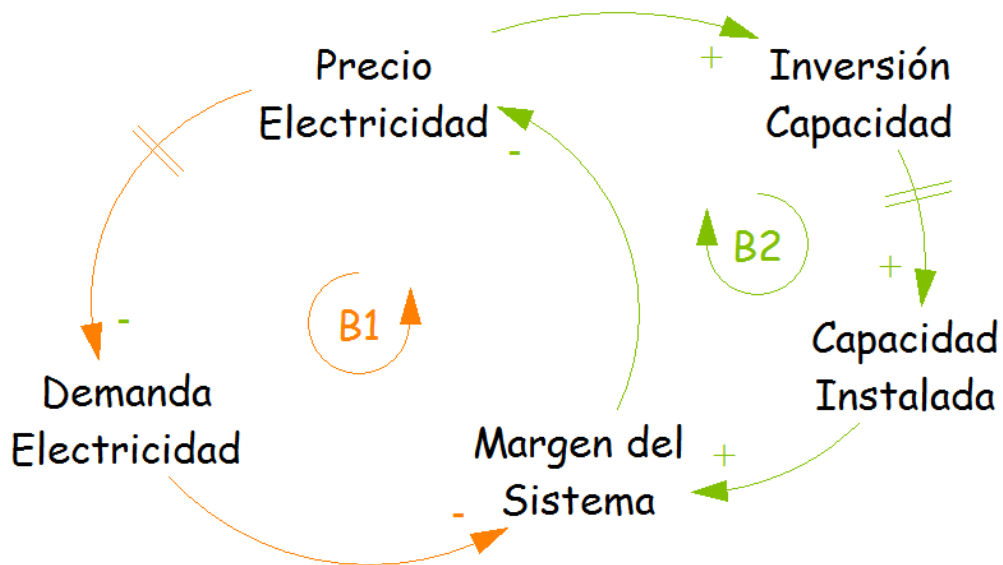 Precio
Electricidad
+
Inversión
Capacidad
-
B2
+
B1
-
Capacidad
Instalada
Demanda
Electricidad
Margen del
Sistema
+
-